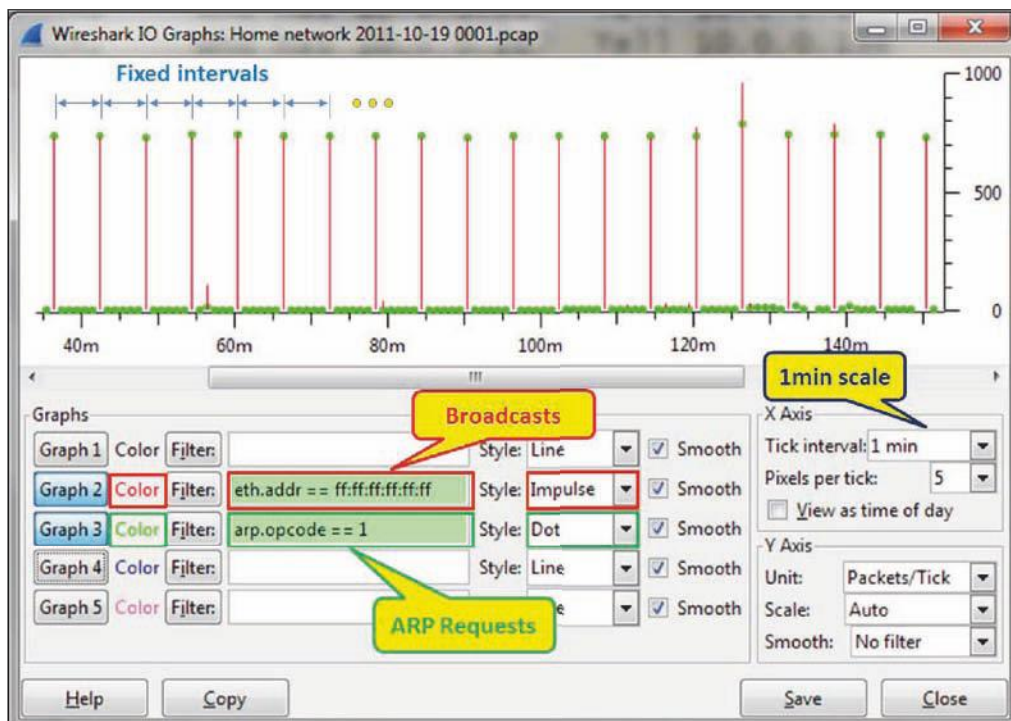 Wireshark IO Graphs: Home network 2011-10-19 0001.pcap
Fixed intervals
1000
500
0
40m 60m 80m 100m 120m 140m
1min scale
Graphs
Broadcasts
X Axis
Graph 1 Color Filter: Style: Line Smooth
Tick interval: 1 min
Graph 2 Color Filter: eth.addr == ff:ff:ff:ff:ff:ff Style: Impulse Smooth
Pixels per tick: 5
Graph 3 Color Filter: arp.opcode == 1 Style: Dot Smooth
View as time of day
Graph 4 Color Filter: Style: Line Smooth
Y Axis
Unit: Packets/Tick
Graph 5 Color Filter: Smooth
Scale: Auto
ARP Requests
Smooth: No filter
Help Copy Save Close